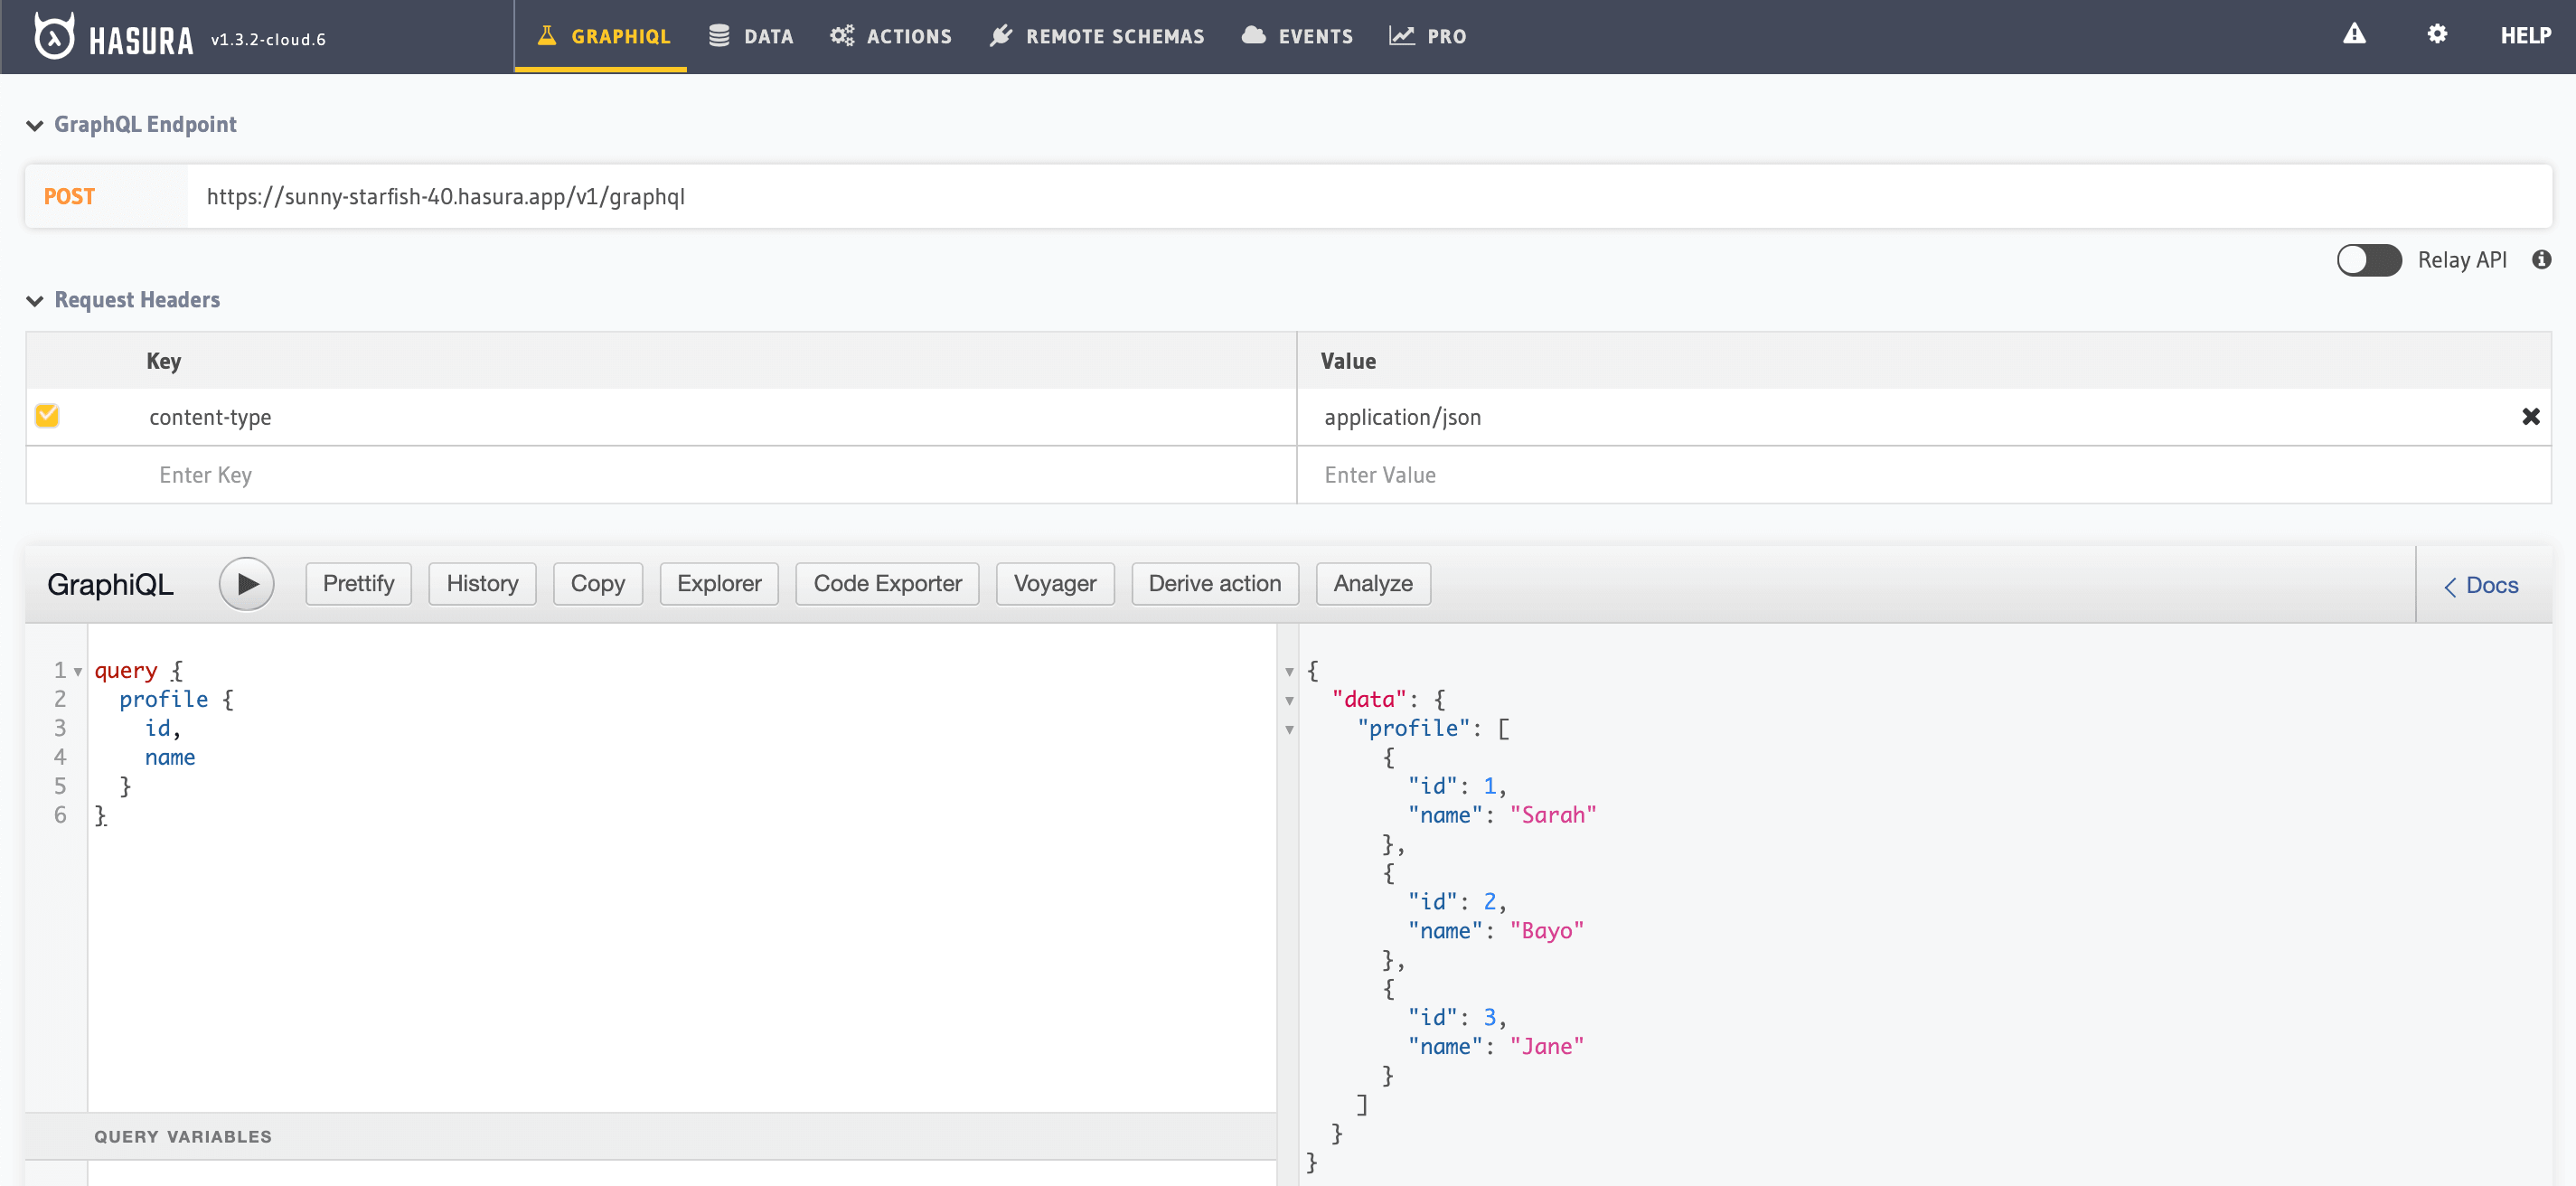 HASURA v1.3.2-cloud.6 GRAPHIQL DATA ACTIONS REMOTE SCHEMAS EVENTS PRO HELP
GraphQL Endpoint
POST https://sunny-starfish-40.hasura.app/v1/graphql
Relay API
Request Headers
Key Value
content-type application/json
Enter Key Enter Value
GraphiQL Prettify History Copy Explorer Code Exporter Voyager Derive action Analyze Docs
1 query {
2 profile {
3 id,
4 name
5 }
6 }
QUERY VARIABLES
{
"data": {
"profile": [
{
"id": 1,
"name": "Sarah"
},
{
"id": 2,
"name": "Bayo"
},
{
"id": 3,
"name": "Jane"
}
]
}
}